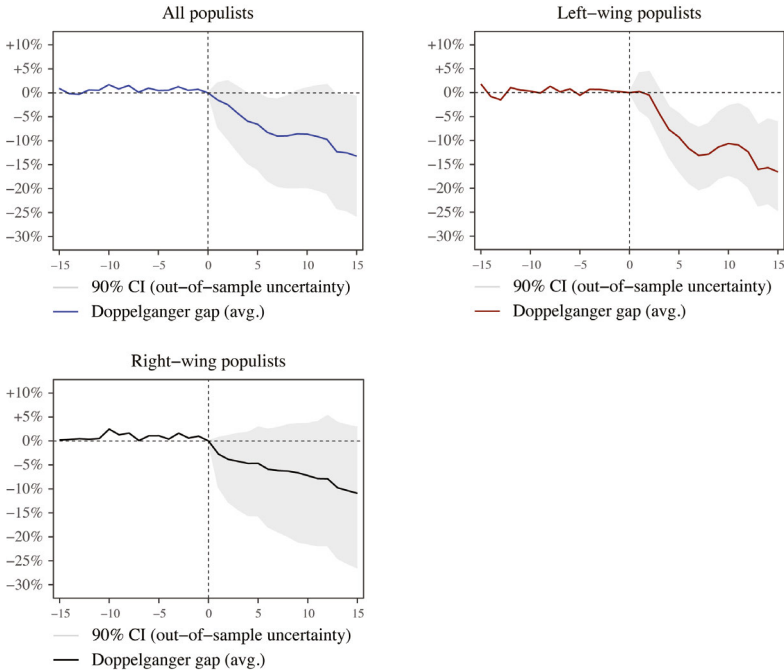 All populists
+10%
+5%
0%
−5%
−10%
−15%
−20%
−25%
−30%
−15 −10 −5 0 5 10 15
90% CI (out−of−sample uncertainty)
Doppelganger gap (avg.)
Left−wing populists
+10%
+5%
0%
−5%
−10%
−15%
−20%
−25%
−30%
−15 −10 −5 0 5 10 15
90% CI (out−of−sample uncertainty)
Doppelganger gap (avg.)
Right−wing populists
+10%
+5%
0%
−5%
−10%
−15%
−20%
−25%
−30%
−15 −10 −5 0 5 10 15
90% CI (out−of−sample uncertainty)
Doppelganger gap (avg.)